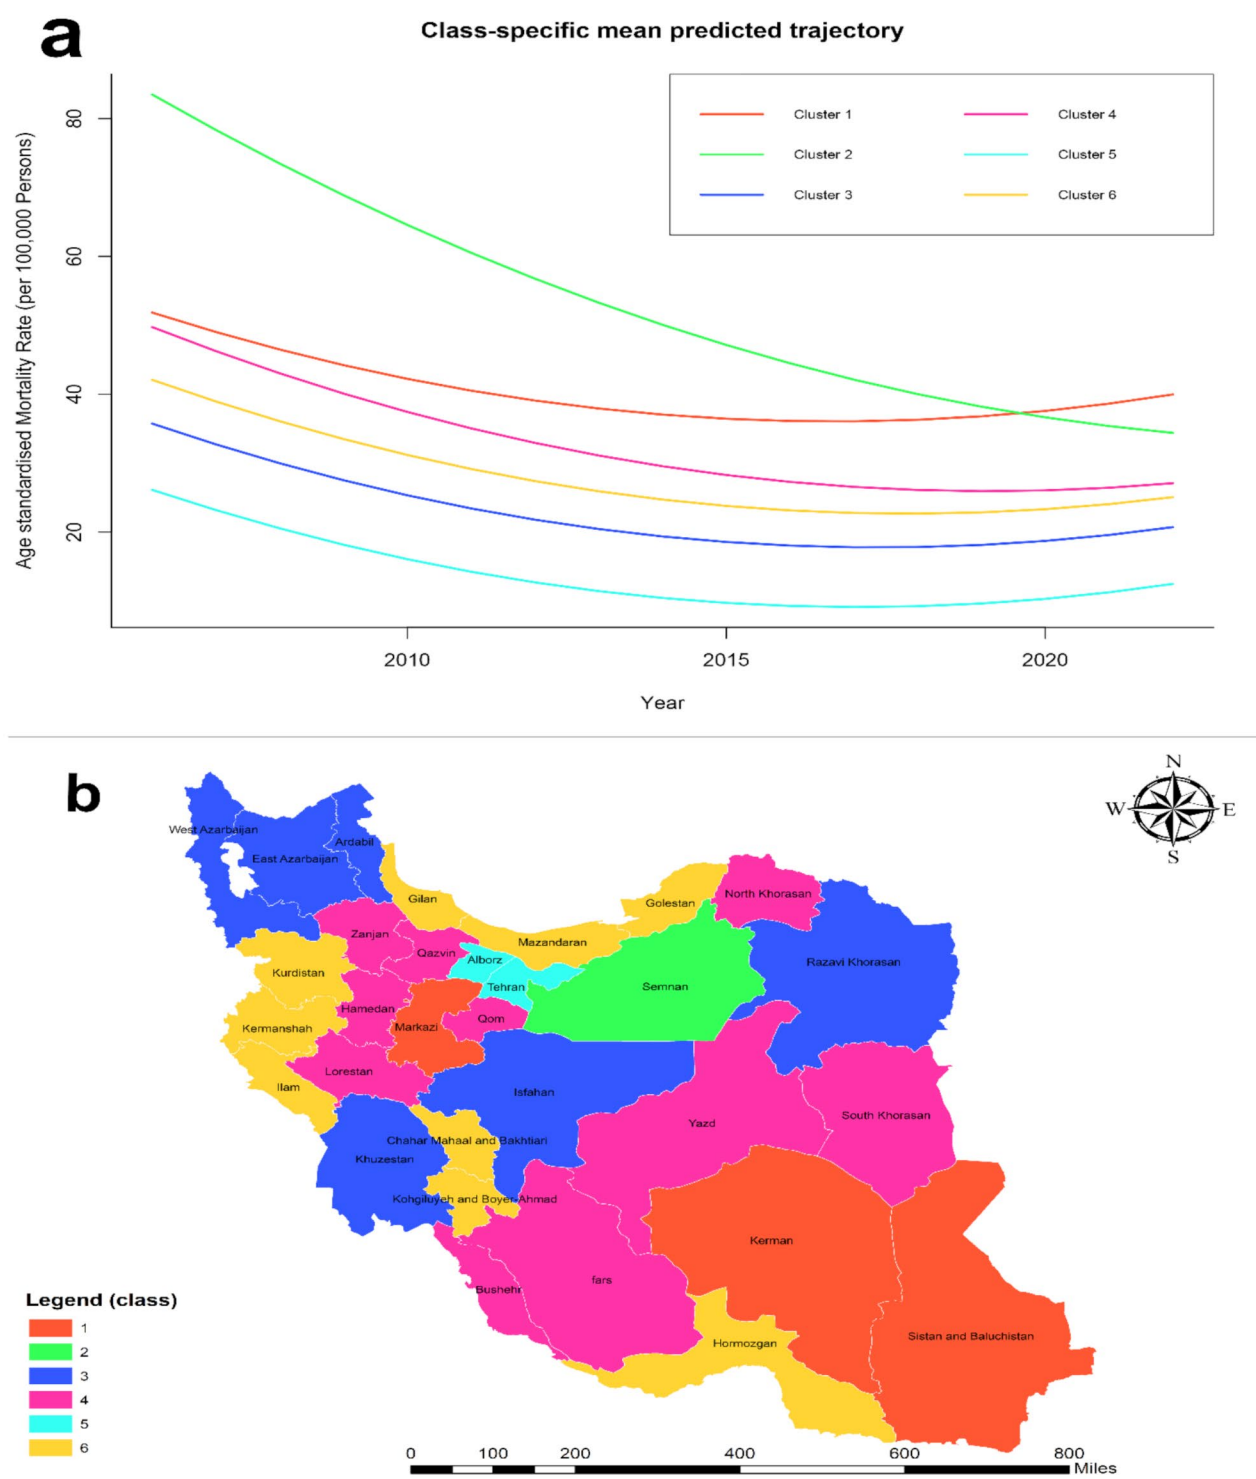 a
Class-specific mean predicted trajectory
Age standardised Mortality Rate (per 100,000 Persons)
80
60
40
20
Cluster 1
Cluster 4
Cluster 2
Cluster 5
Cluster 3
Cluster 6
2010
2015
2020
Year
b
N
W
E
S
West Azarbaijan
Ardabil
East Azarbaijan
Gilan
North Khorasan
Golestan
Zanjan
Mazandaran
Qazvin
Alborz
Razavi Khorasan
Kurdistan
Tehran
Semnan
Hamedan
Qom
Kermanshah
Markazi
Lorestan
Ilam
Isfahan
South Khorasan
Yazd
Chahar Mahaal and Bakhtiari
Khuzestan
Kohgiluyeh and Boyer-Ahmad
Kerman
fars
Bushehr
Sistan and Baluchistan
Hormozgan
Legend (class)
1
2
3
4
5
6
0 100 200 400 600 800
Miles